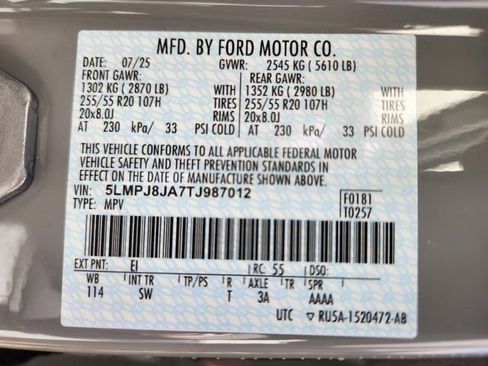 MFD. BY FORD MOTOR CO.
DATE: 07/25 GVWR: 2545 KG ( 5610 LB)
FRONT GAWR: REAR GAWR:
1302 KG ( 2870 LB) WITH 1352 KG ( 2980 LB) WITH
255/55 R20 107H TIRES 255/55 R20 107H TIRES
20x8.0J RIMS 20x8.0J RIMS
AT 230 kPa/ 33 PSI COLD AT 230 kPa/ 33 PSI COLD
THIS VEHICLE CONFORMS TO ALL APPLICABLE FEDERAL MOTOR
VEHICLE SAFETY AND THEFT PREVENTION STANDARDS
IN EFFECT ON THE DATE OF MANUFACTURE SHOWN ABOVE.
VIN: 5LMPJ8JA7TJ987012 F0181
TYPE: MPV T0257
EXT PNT: EI RC: 55 DSO:
WB INT TR TP/PS R AXLE TR SPR
114 SW T 3A AAAA
UTC RU5A-1520472-AB